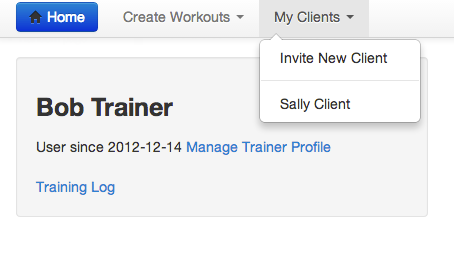 Home Create Workouts My Clients
Invite New Client
Sally Client
Bob Trainer
User since 2012-12-14 Manage Trainer Profile
Training Log